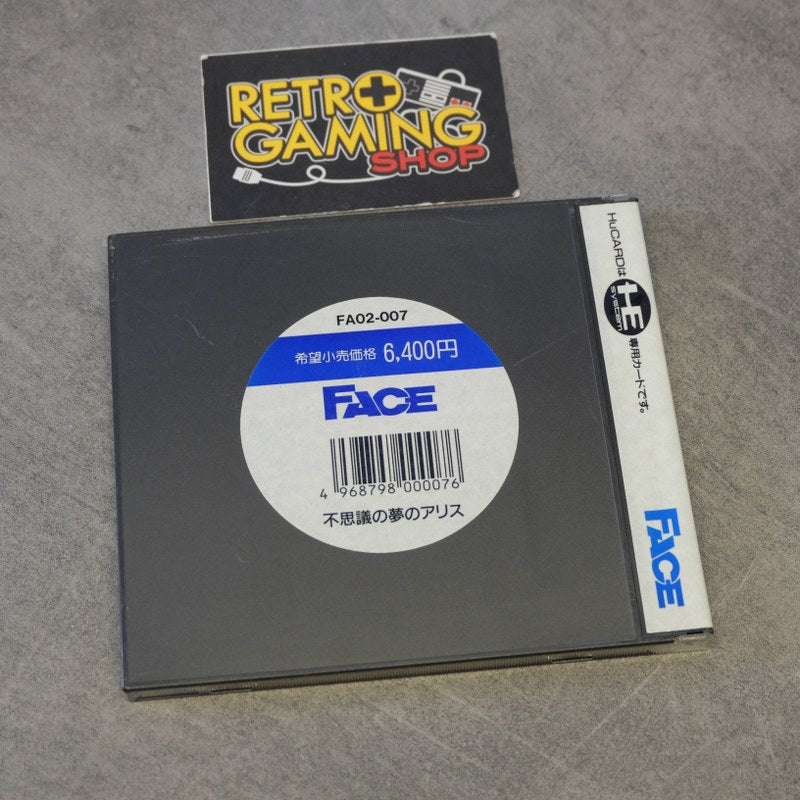 RETRO
GAMING
SHOP
FA02-007
希望小売価格 6,400円
FACE
4 968798 000076
不思議の夢のアリス
HuCARDは
HE
system
専用カードです。
FACE